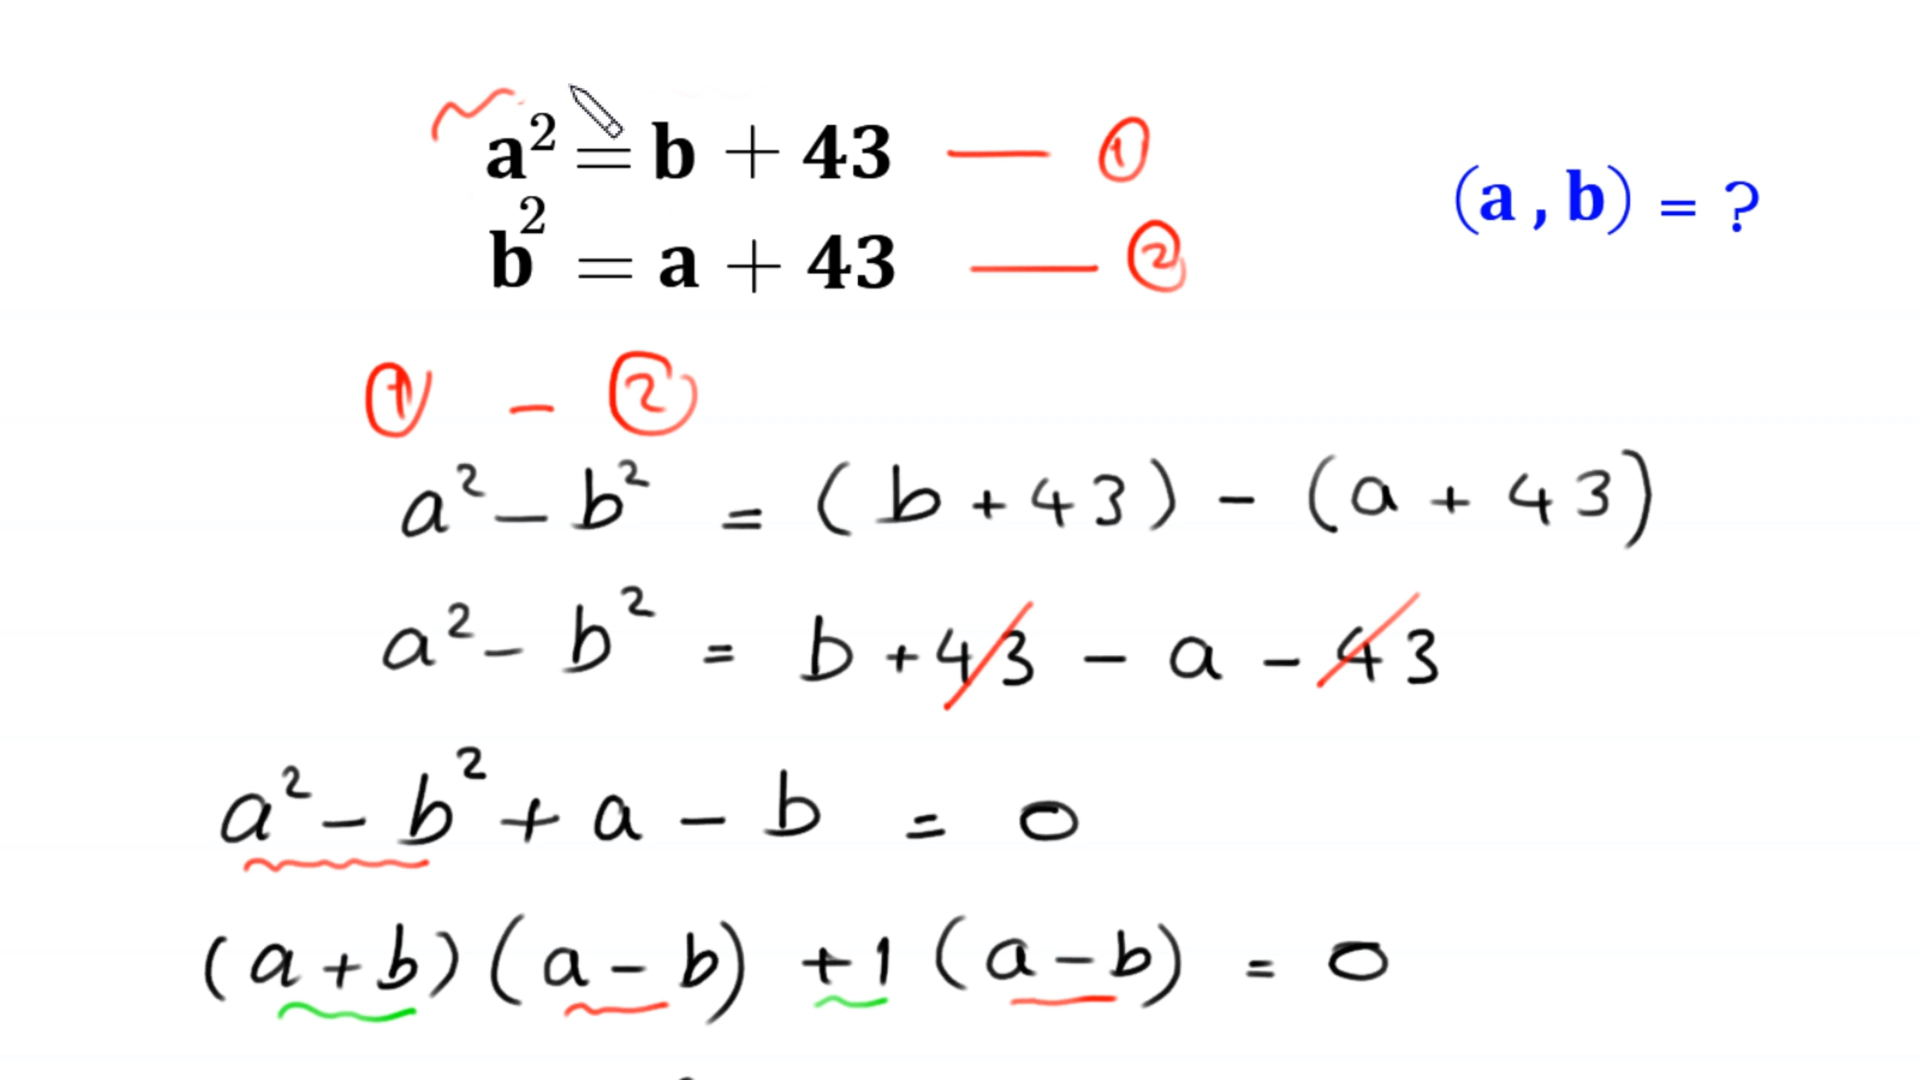 a² = b + 43 — ①
b² = a + 43 — ②
(a , b) = ?
① - ②
a² - b² = (b + 43) - (a + 43)
a² - b² = b + 43 - a - 43
a² - b² + a - b = 0
(a + b)(a - b) + 1 (a - b) = 0